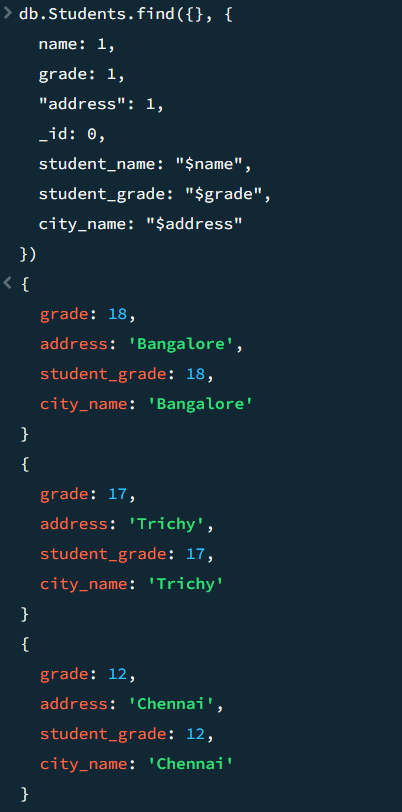 > db.Students.find({}, {
name: 1,
grade: 1,
"address": 1,
_id: 0,
student_name: "$name",
student_grade: "$grade",
city_name: "$address"
})
< {
grade: 18,
address: 'Bangalore',
student_grade: 18,
city_name: 'Bangalore'
}
{
grade: 17,
address: 'Trichy',
student_grade: 17,
city_name: 'Trichy'
}
{
grade: 12,
address: 'Chennai',
student_grade: 12,
city_name: 'Chennai'
}